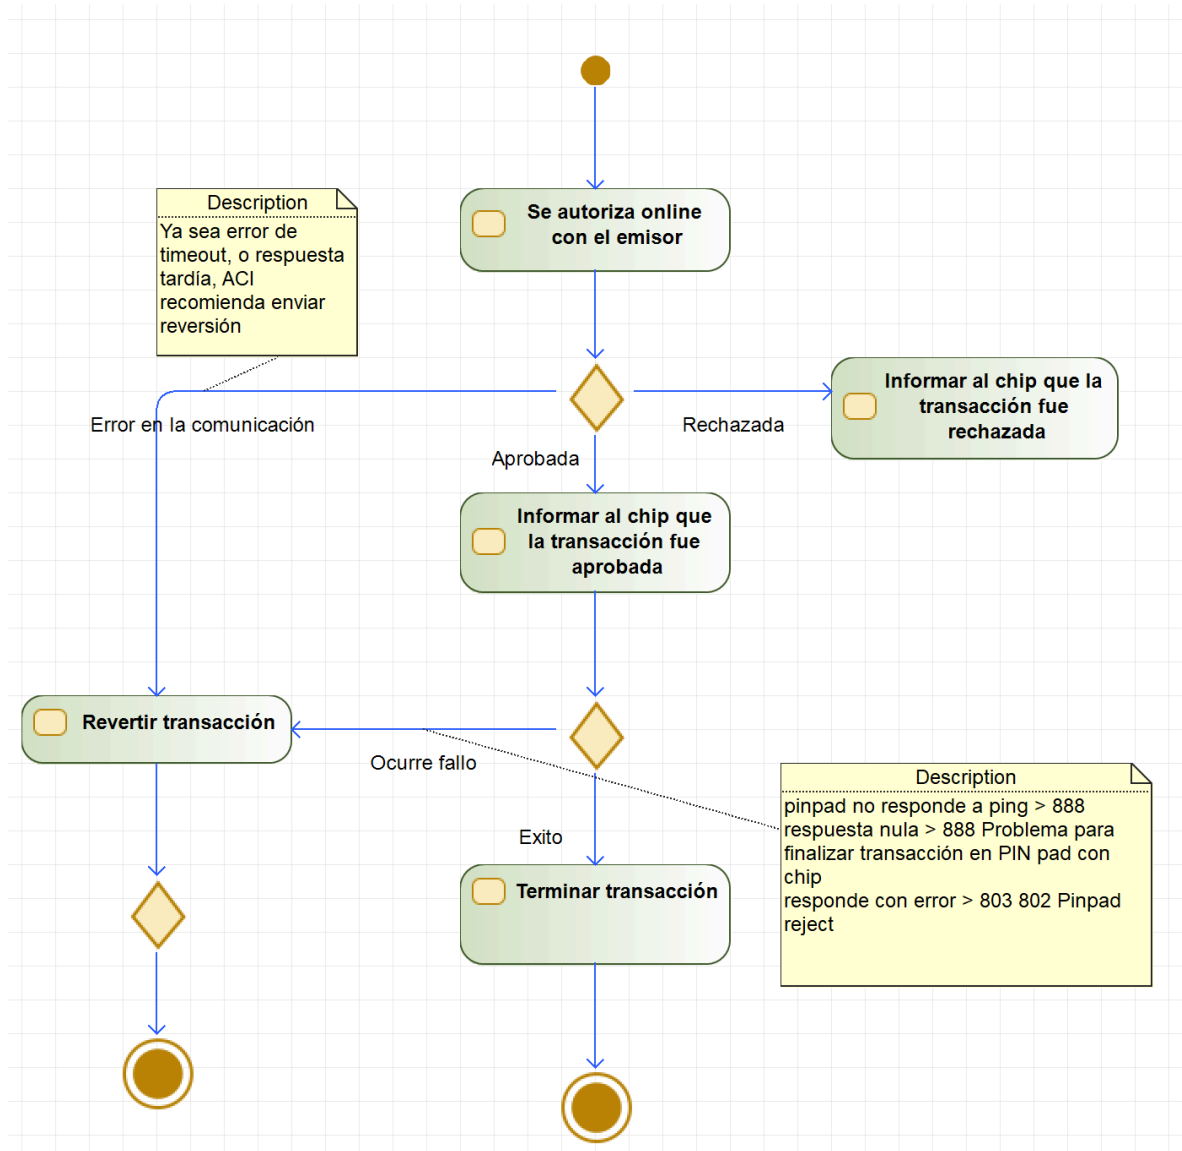 Se autoriza online
con el emisor
Description
Ya sea error de
timeout, o respuesta
tardía, ACI
recomienda enviar
reversión
Informar al chip que la
transacción fue
rechazada
Error en la comunicación
Rechazada
Aprobada
Informar al chip que
la transacción fue
aprobada
Revertir transacción
Ocurre fallo
Description
pinpad no responde a ping > 888
respuesta nula > 888 Problema para
finalizar transacción en PIN pad con
chip
responde con error > 803 802 Pinpad
reject
Exito
Terminar transacción